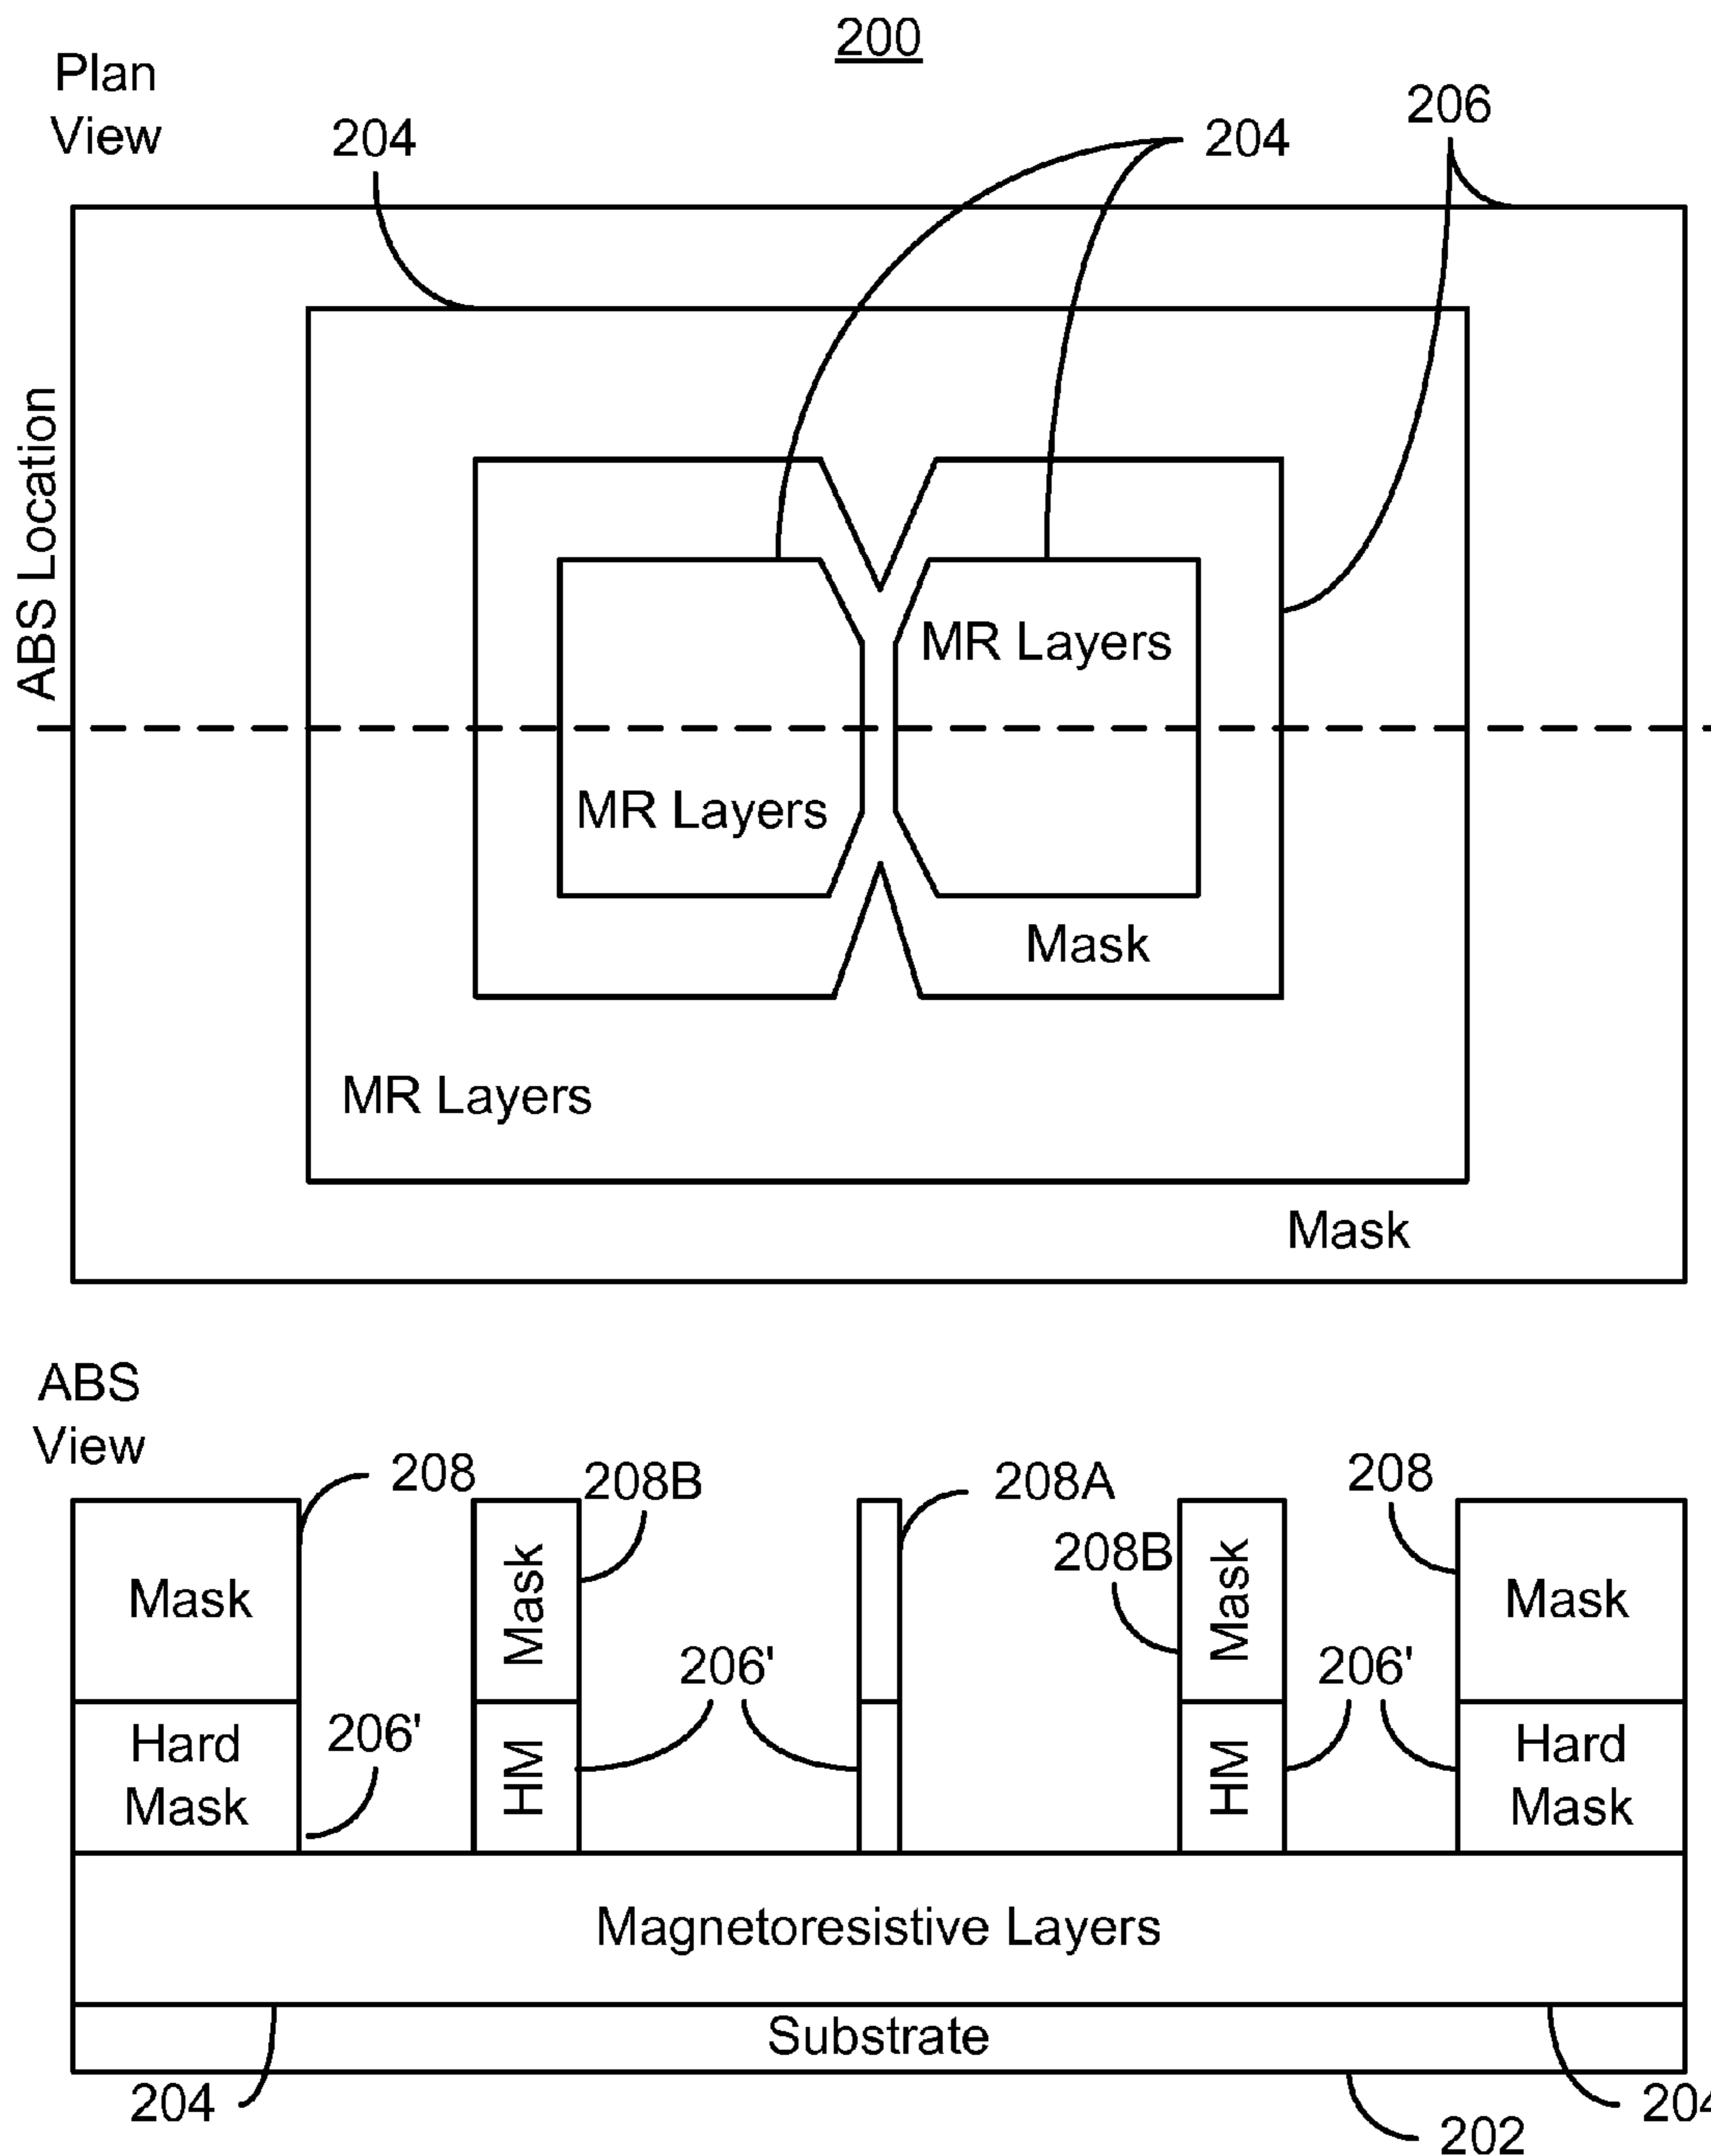 200
Plan
View
204
204
206
ABS Location
MR Layers
MR Layers
Mask
MR Layers
Mask
ABS
View
208
208B
208A
208
208B
Mask
Mask
Mask
Mask
206'
206'
206'
Hard
Mask
HM
HM
Hard
Mask
Magnetoresistive Layers
Substrate
204
204
202